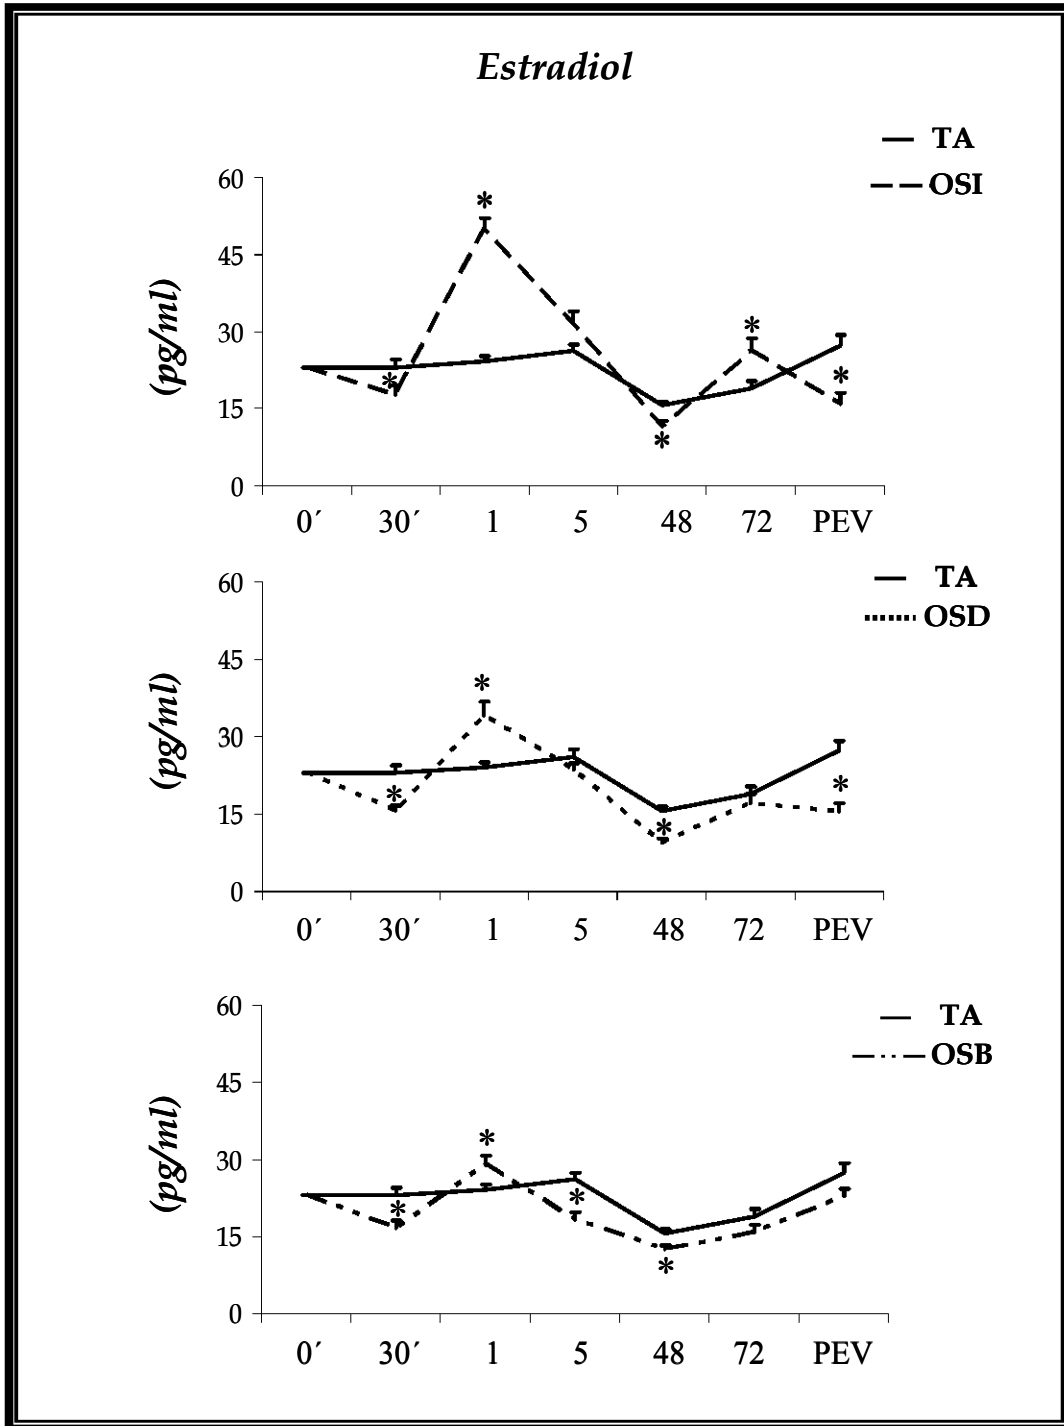 Estradiol
TA
OSI
(pg/ml)
60
45
30
15
0
* * * * *
0′ 30′ 1 5 48 72 PEV
TA
OSD
(pg/ml)
60
45
30
15
0
* * * *
0′ 30′ 1 5 48 72 PEV
TA
OSB
(pg/ml)
60
45
30
15
0
* * * *
0′ 30′ 1 5 48 72 PEV